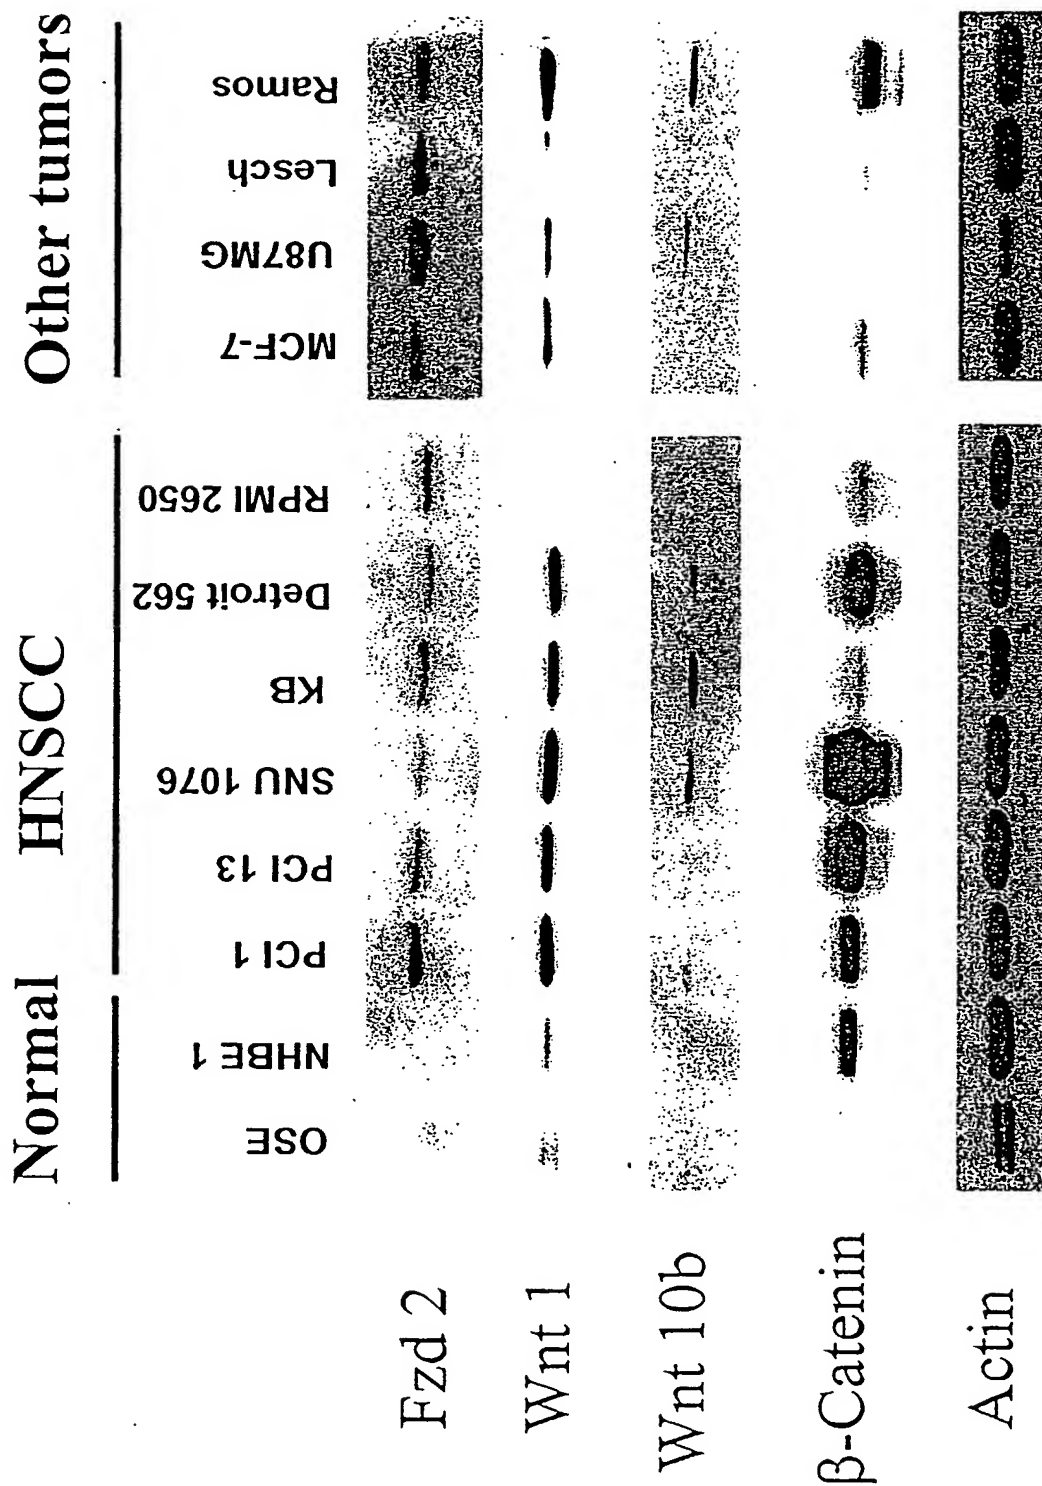 Normal
HNSCC
Other tumors
OSE
NHBE 1
PCI 1
PCI 13
SNU 1076
KB
Detroit 562
RPMI 2650
MCF-7
U87MG
Lesch
Ramos
Fzd 2
Wnt 1
Wnt 10b
β-Catenin
Actin